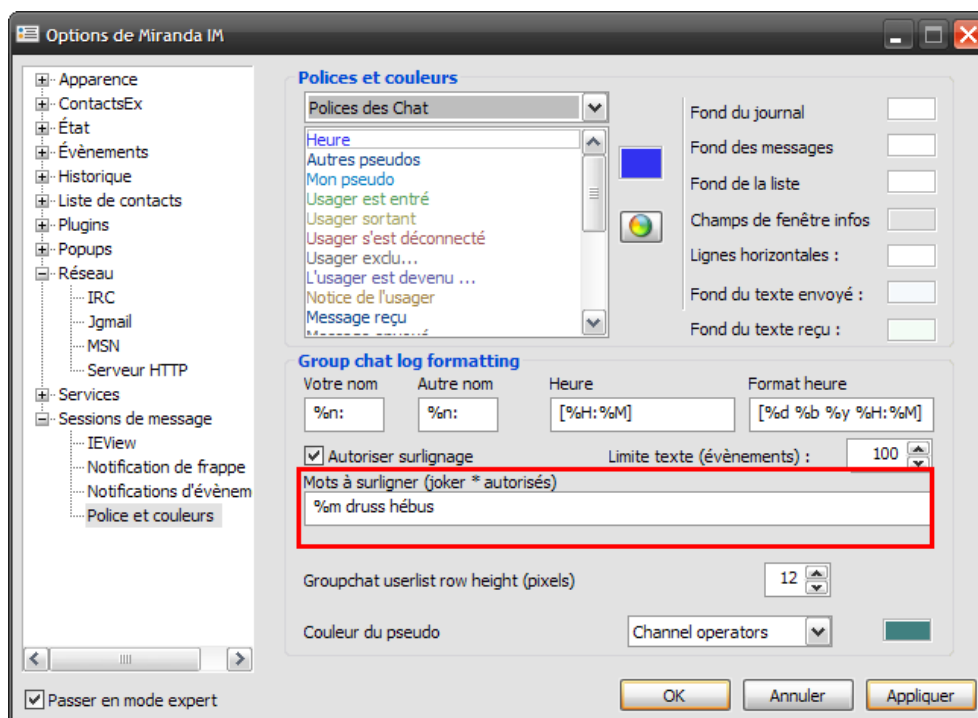 Options de Miranda IM
Apparence
ContactsEx
État
Évènements
Historique
Liste de contacts
Plugins
Popups
Réseau
IRC
Jgmail
MSN
Serveur HTTP
Services
Sessions de message
IEView
Notification de frappe
Notifications d'évènem
Police et couleurs
Passer en mode expert
Polices et couleurs
Polices des Chat
Heure
Autres pseudos
Mon pseudo
Usager est entré
Usager sortant
Usager s'est déconnecté
Usager exclu...
L'usager est devenu ...
Notice de l'usager
Message reçu
Message envoyé
Fond du journal
Fond des messages
Fond de la liste
Champs de fenêtre infos
Lignes horizontales :
Fond du texte envoyé :
Fond du texte reçu :
Group chat log formatting
Votre nom Autre nom Heure Format heure
%n: %n: [%H:%M] [%d %b %y %H:%M]
Autoriser surlignage Limite texte (évènements) : 100
Mots à surligner (joker * autorisés)
%m druss hébus
Groupchat userlist row height (pixels) 12
Couleur du pseudo Channel operators
OK Annuler Appliquer